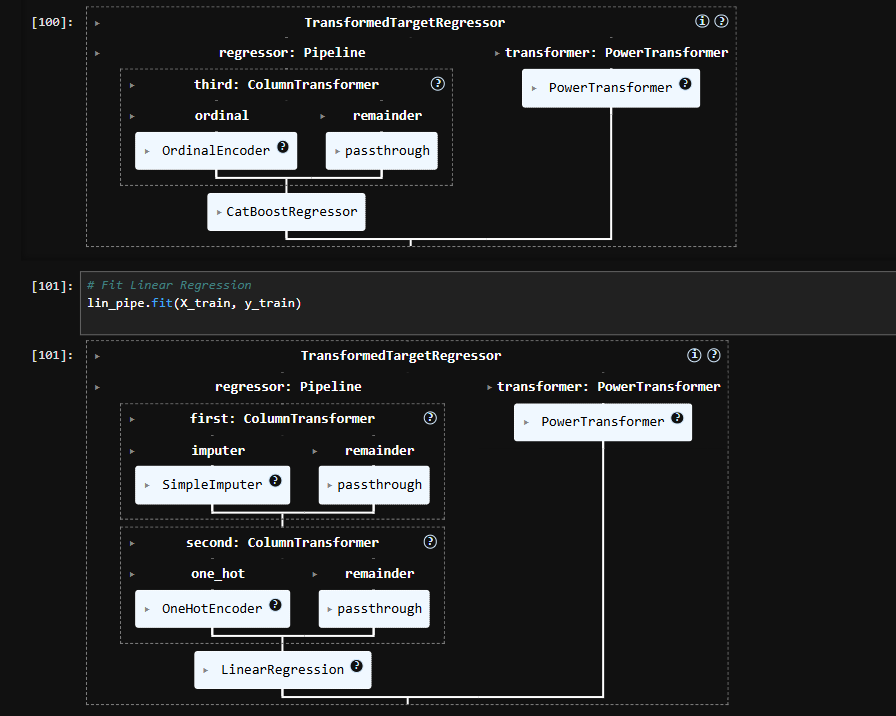 [100]:
TransformedTargetRegressor
regressor: Pipeline
transformer: PowerTransformer
third: ColumnTransformer
PowerTransformer
ordinal
remainder
OrdinalEncoder
passthrough
CatBoostRegressor
[101]:
# Fit Linear Regression
lin_pipe.fit(X_train, y_train)
[101]:
TransformedTargetRegressor
regressor: Pipeline
transformer: PowerTransformer
first: ColumnTransformer
PowerTransformer
imputer
remainder
SimpleImputer
passthrough
second: ColumnTransformer
one_hot
remainder
OneHotEncoder
passthrough
LinearRegression